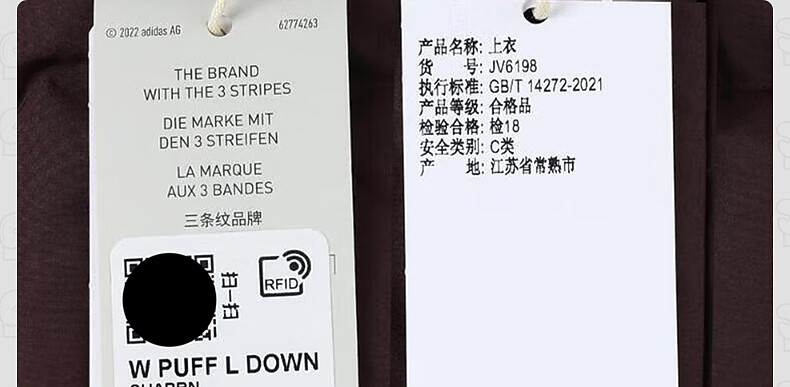 © 2022 adidas AG
62774263
THE BRAND
WITH THE 3 STRIPES
DIE MARKE MIT
DEN 3 STREIFEN
LA MARQUE
AUX 3 BANDES
三条纹品牌
RFID
W PUFF L DOWN
产品名称: 上衣
货 号: JV6198
执行标准: GB/T 14272-2021
产品等级: 合格品
检验合格: 检18
安全类别: C类
产 地: 江苏省常熟市